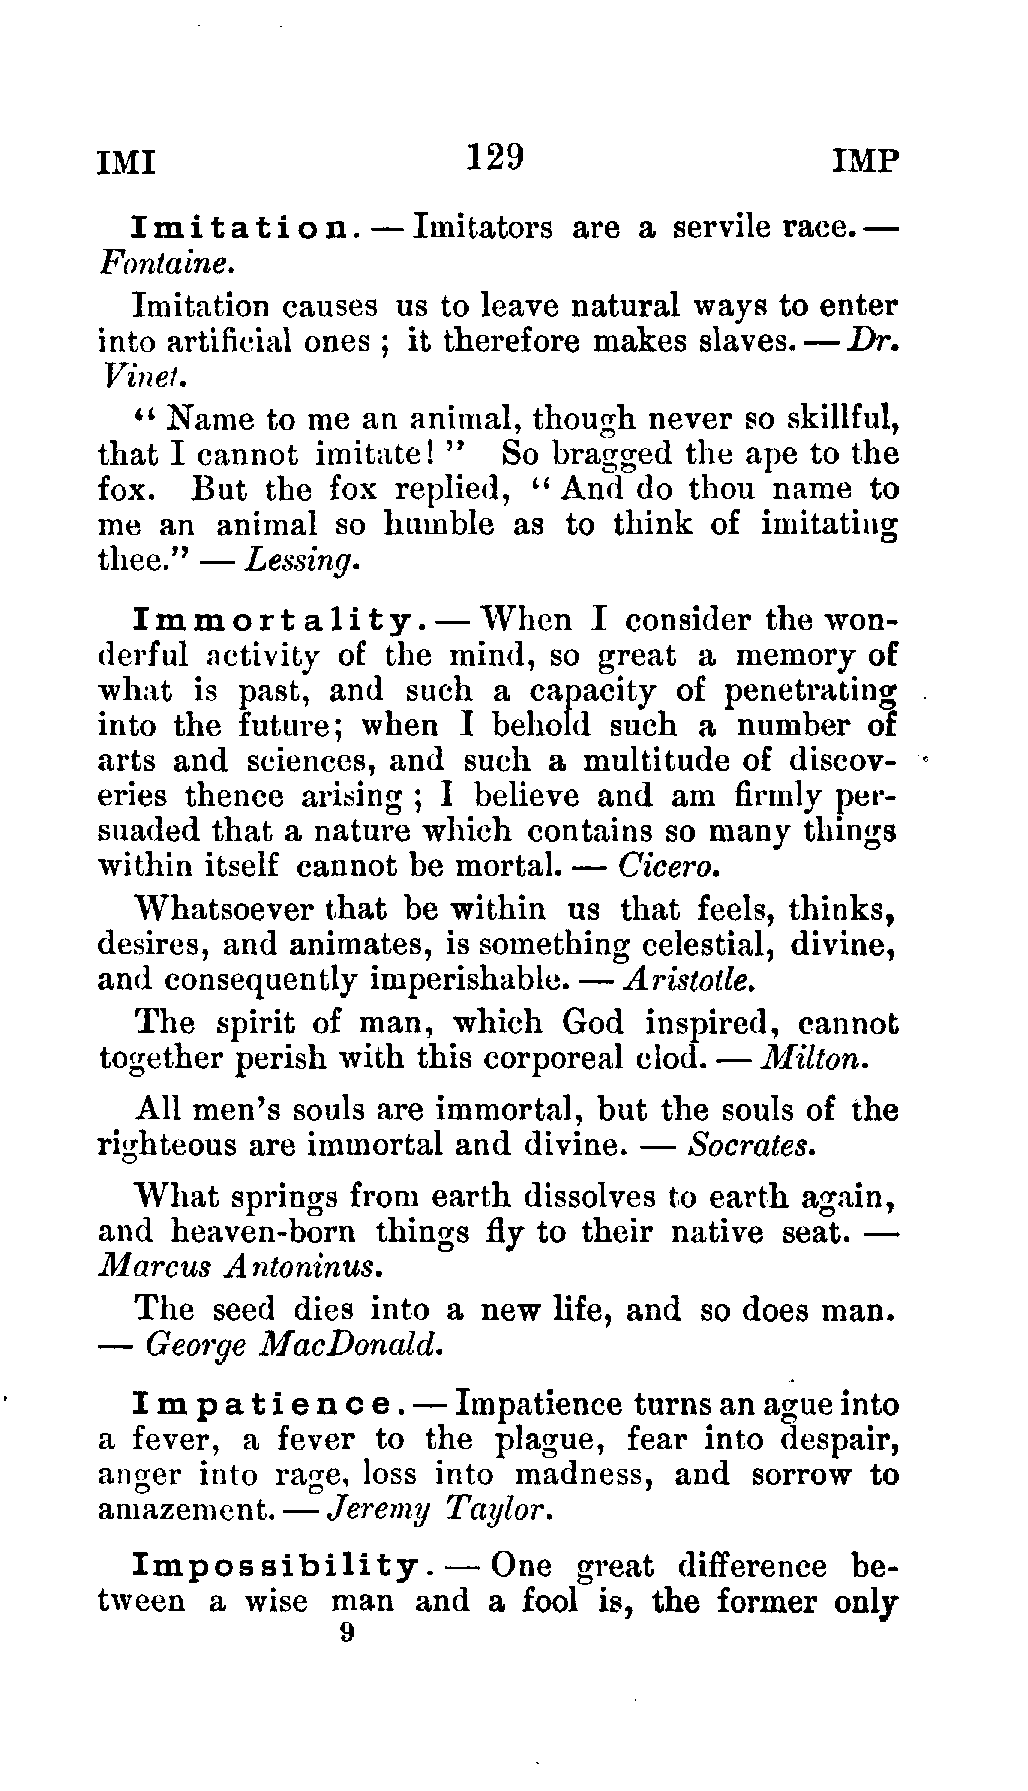 IMI 129 IMP
Imitation. — Imitators are a servile race. —
Fontaine.
Imitation causes us to leave natural ways to enter
into artificial ones ; it therefore makes slaves. — Dr.
Vinet.
“ Name to me an animal, though never so skillful,
that I cannot imitate! ” So bragged the ape to the
fox. But the fox replied, “ And do thou name to
me an animal so humble as to think of imitating
thee.” — Lessing.
Immortality. — When I consider the won-
derful activity of the mind, so great a memory of
what is past, and such a capacity of penetrating
into the future; when I behold such a number of
arts and sciences, and such a multitude of discov-
eries thence arising ; I believe and am firmly per-
suaded that a nature which contains so many things
within itself cannot be mortal. — Cicero.
Whatsoever that be within us that feels, thinks,
desires, and animates, is something celestial, divine,
and consequently imperishable. — Aristotle.
The spirit of man, which God inspired, cannot
together perish with this corporeal clod. — Milton.
All men’s souls are immortal, but the souls of the
righteous are immortal and divine. — Socrates.
What springs from earth dissolves to earth again,
and heaven-born things fly to their native seat. —
Marcus Antoninus.
The seed dies into a new life, and so does man.
— George MacDonald.
Impatience. — Impatience turns an ague into
a fever, a fever to the plague, fear into despair,
anger into rage, loss into madness, and sorrow to
amazement. — Jeremy Taylor.
Impossibility. — One great difference be-
tween a wise man and a fool is, the former only
9